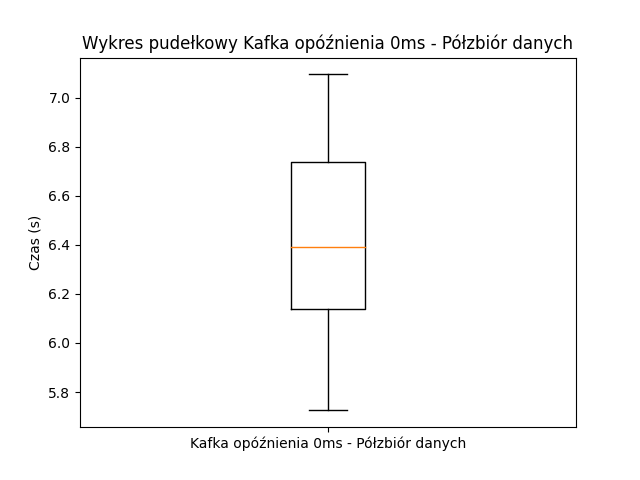 Wykres pudełkowy Kafka opóźnienia 0ms - Półzbiór danych
7.0
6.8
6.6
6.4
6.2
6.0
5.8
Czas (s)
Kafka opóźnienia 0ms - Półzbiór danych